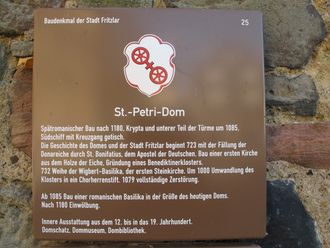 Baudenkmal der Stadt Fritzlar
25
St.-Petri-Dom
Spätromanischer Bau nach 1180, Krypta und unterer Teil der Türme um 1085,
Südschiff mit Kreuzgang gotisch.
Die Geschichte des Domes und der Stadt Fritzlar beginnt 723 mit der Fällung
der Donareiche durch St. Bonifatius, dem Apostel der Deutschen. Bau einer ersten Kirche
aus dem Holze der Eiche, Gründung eines Benediktinerklosters.
732 Weihe der Wigbert-Basilika, der ersten Steinkirche. Um 1000 Umwandlung des
Klosters in ein Chorherrenstift. 1079 vollständige Zerstörung.
Ab 1085 Bau einer romanischen Basilika in der Größe des heutigen Doms.
Nach 1180 Einwölbung.
Innere Ausstattung aus dem 12. bis in das 19. Jahrhundert.
Domschatz, Dommuseum, Dombibliothek.